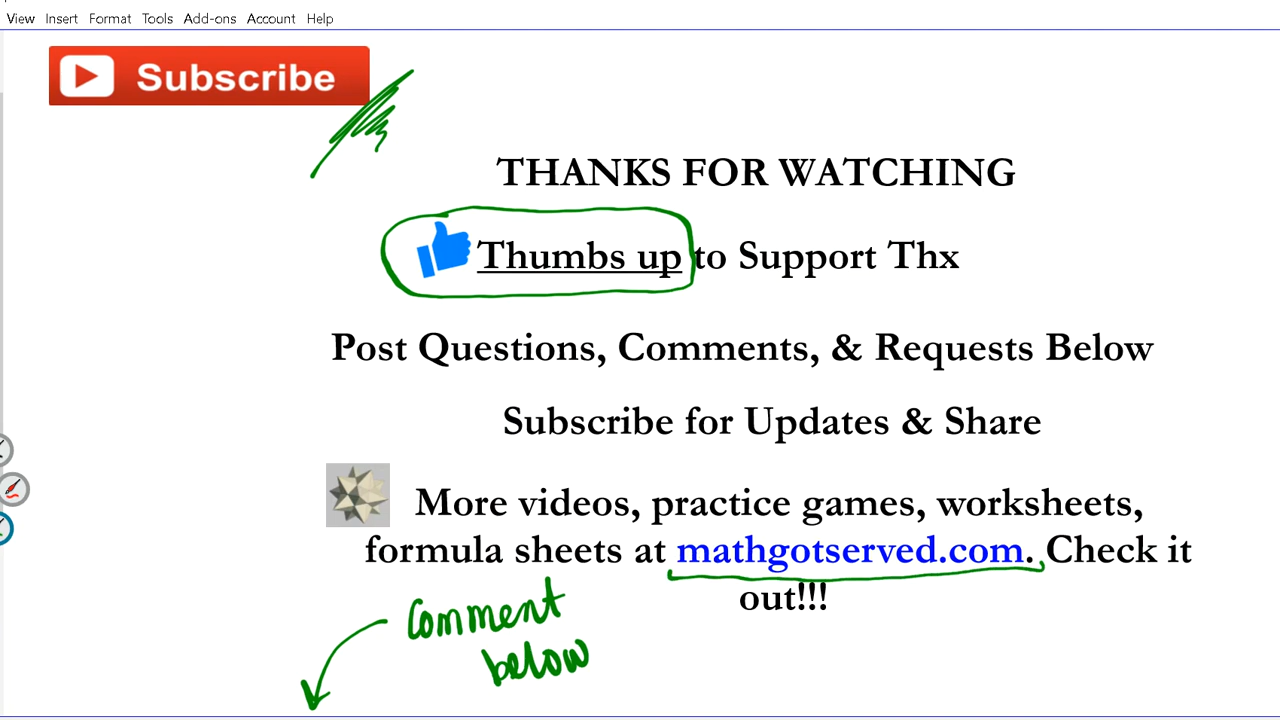 View Insert Format Tools Add-ons Account Help
Subscribe
THANKS FOR WATCHING
Thumbs up to Support Thx
Post Questions, Comments, & Requests Below
Subscribe for Updates & Share
More videos, practice games, worksheets,
formula sheets at mathgotserved.com. Check it
out!!!
Comment
below